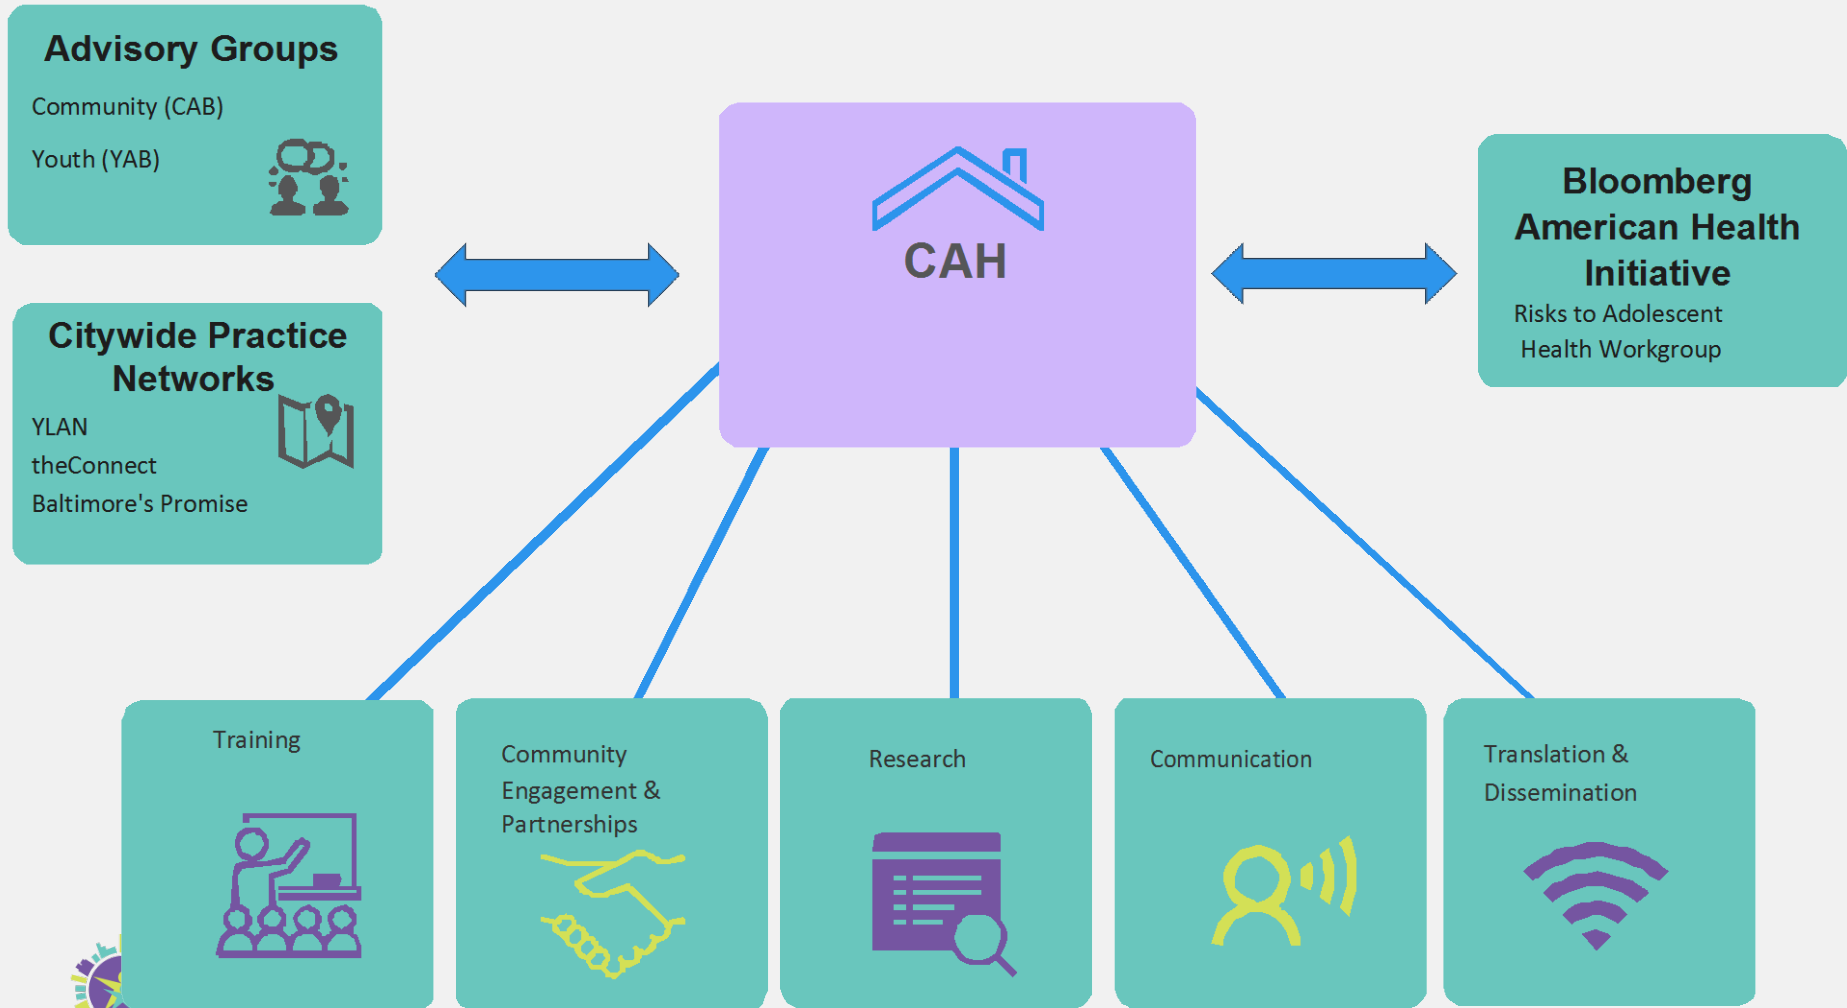 Advisory Groups
Community (CAB)
Youth (YAB)
Citywide Practice
Networks
YLAN
theConnect
Baltimore's Promise
CAH
Bloomberg
American Health
Initiative
Risks to Adolescent
Health Workgroup
Training
Community
Engagement &
Partnerships
Research
Communication
Translation &
Dissemination